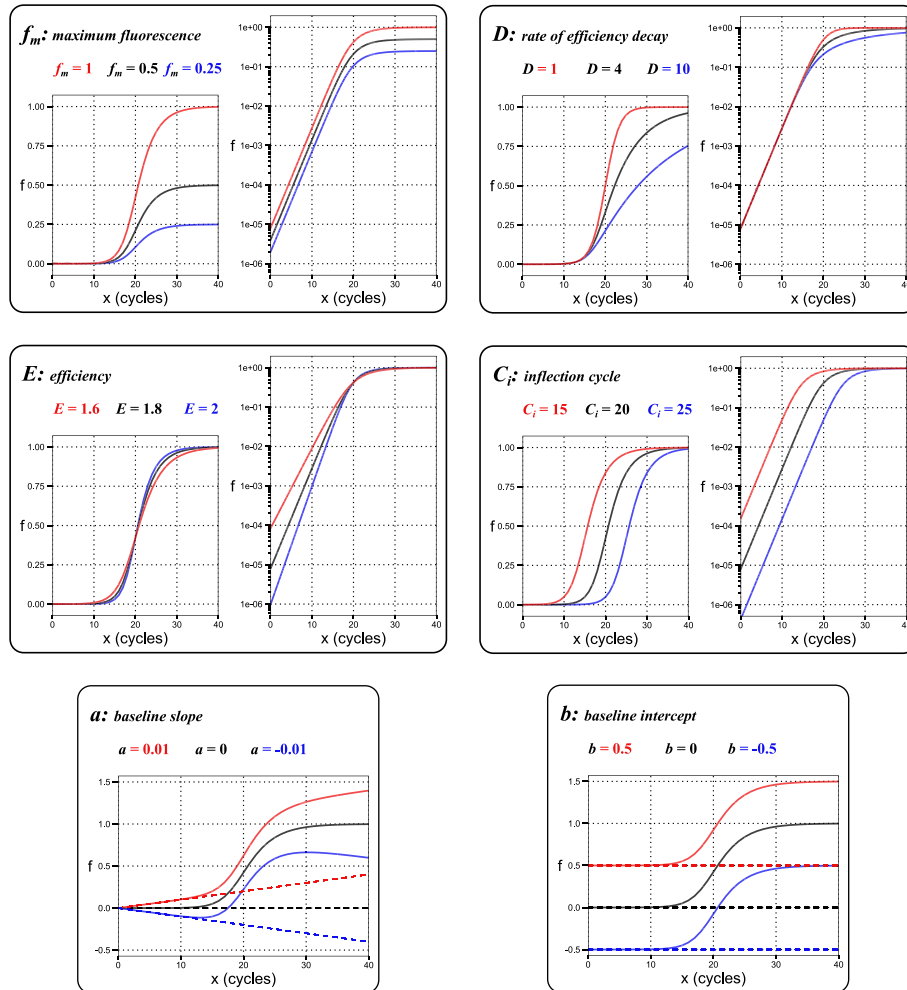 f_m: maximum fluorescence
f_m = 1 f_m = 0.5 f_m = 0.25
1.00
0.75
f 0.50
0.25
0.00
0 10 20 30 40
x (cycles)
1e+00
1e-01
1e-02
f 1e-03
1e-04
1e-05
1e-06
0 10 20 30 40
x (cycles)
D: rate of efficiency decay
D = 1 D = 4 D = 10
1.00
0.75
f 0.50
0.25
0.00
0 10 20 30 40
x (cycles)
1e+00
1e-01
1e-02
f 1e-03
1e-04
1e-05
1e-06
0 10 20 30 40
x (cycles)
E: efficiency
E = 1.6 E = 1.8 E = 2
1.00
0.75
f 0.50
0.25
0.00
0 10 20 30 40
x (cycles)
1e+00
1e-01
1e-02
f 1e-03
1e-04
1e-05
1e-06
0 10 20 30 40
x (cycles)
C_i: inflection cycle
C_i = 15 C_i = 20 C_i = 25
1.00
0.75
f 0.50
0.25
0.00
0 10 20 30 40
x (cycles)
1e+00
1e-01
1e-02
f 1e-03
1e-04
1e-05
1e-06
0 10 20 30 40
x (cycles)
a: baseline slope
a = 0.01 a = 0 a = -0.01
1.5
1.0
f 0.5
0.0
-0.5
0 10 20 30 40
x (cycles)
b: baseline intercept
b = 0.5 b = 0 b = -0.5
1.5
1.0
f 0.5
0.0
-0.5
0 10 20 30 40
x (cycles)